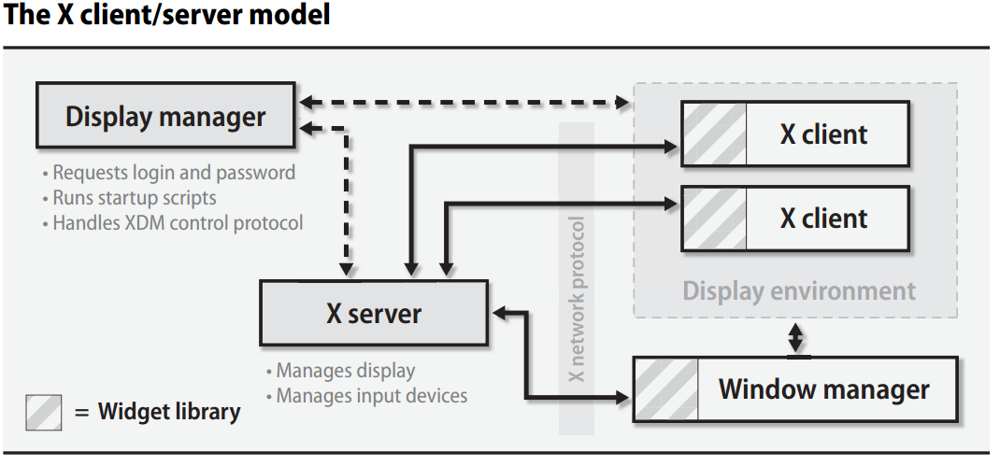 The X client/server model
Display manager
• Requests login and password
• Runs startup scripts
• Handles XDM control protocol
X client
X client
Display environment
X network protocol
X server
• Manages display
• Manages input devices
Window manager
= Widget library